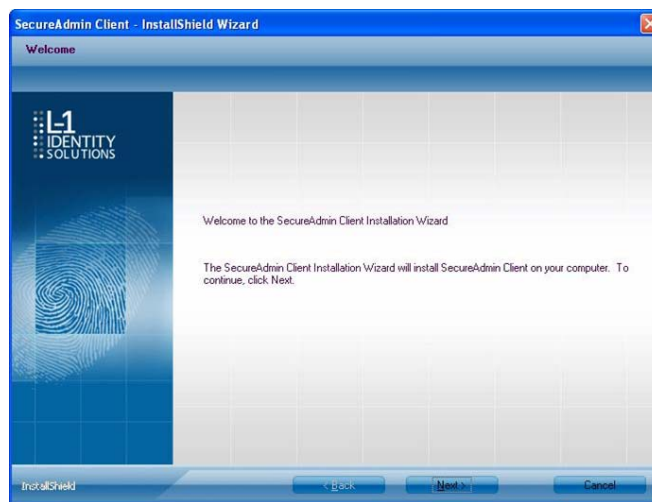 SecureAdmin Client - InstallShield Wizard
Welcome
L-1
IDENTITY
SOLUTIONS
Welcome to the SecureAdmin Client Installation Wizard
The SecureAdmin Client Installation Wizard will install SecureAdmin Client on your computer. To
continue, click Next.
InstallShield
< Back
Next >
Cancel